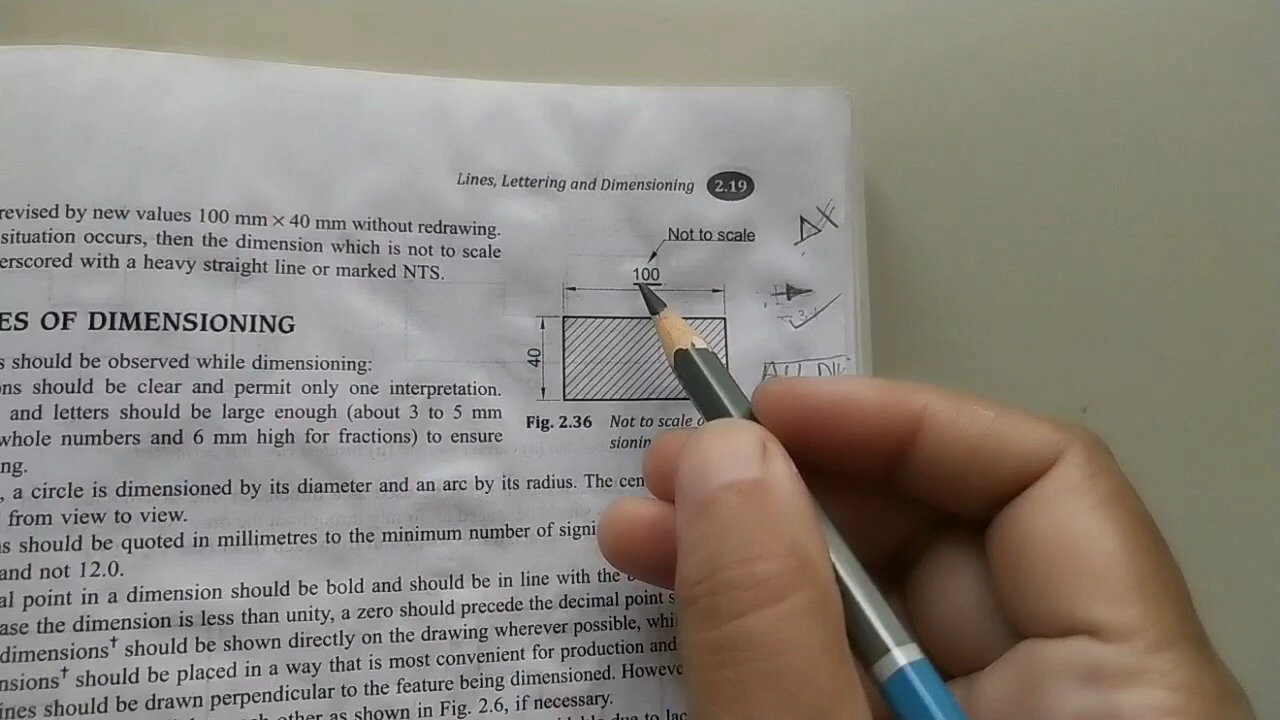 Lines, Lettering and Dimensioning 2.19
revised by new values 100 mm × 40 mm without redrawing.
situation occurs, then the dimension which is not to scale
erscored with a heavy straight line or marked NTS.
Not to scale
100
40
Fig. 2.36 Not to scale
sionin
ES OF DIMENSIONING
s should be observed while dimensioning:
ns should be clear and permit only one interpretation.
and letters should be large enough (about 3 to 5 mm
whole numbers and 6 mm high for fractions) to ensure
ng.
, a circle is dimensioned by its diameter and an arc by its radius. The cen
from view to view.
s should be quoted in millimetres to the minimum number of signi
and not 12.0.
al point in a dimension should be bold and should be in line with the
ase the dimension is less than unity, a zero should precede the decimal point s
dimensions† should be shown directly on the drawing wherever possible, whi
nsions† should be placed in a way that is most convenient for production and
ines should be drawn perpendicular to the feature being dimensioned. Howeve
other as shown in Fig. 2.6, if necessary.
due to lac